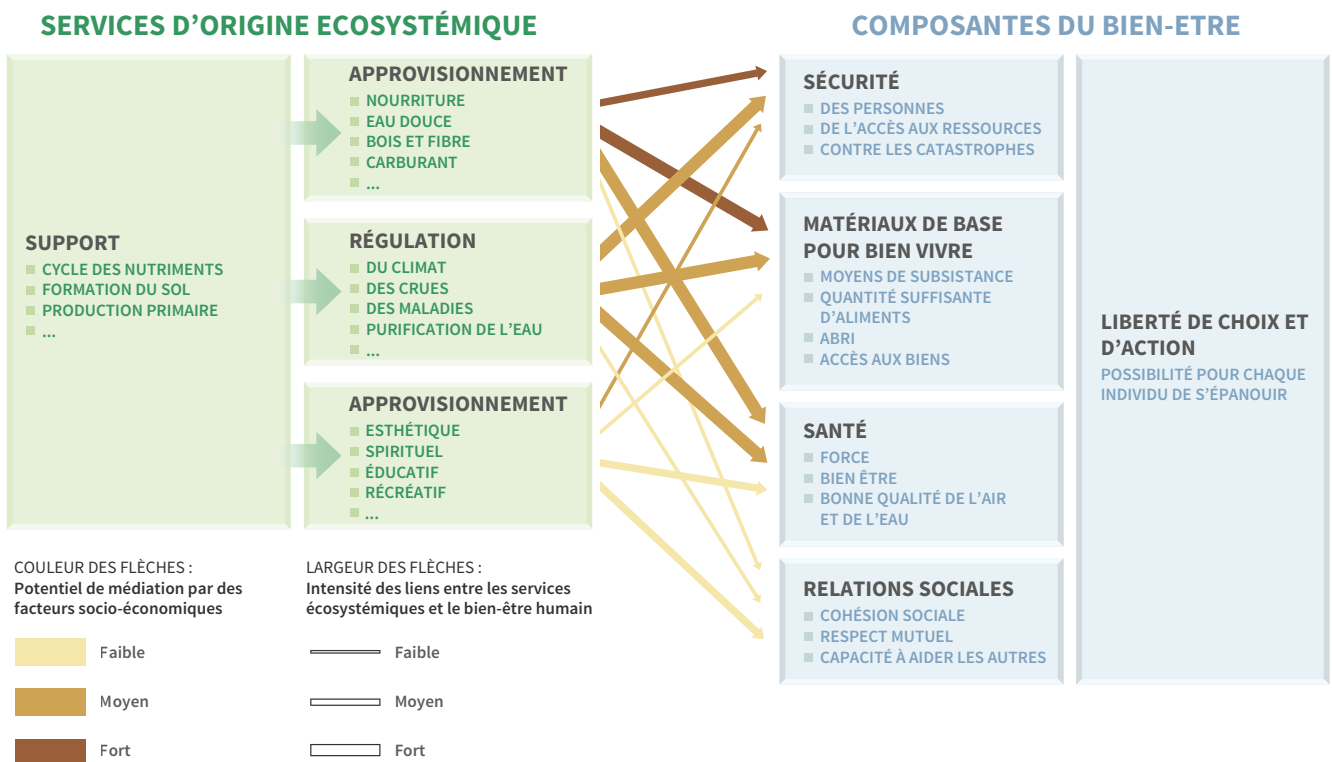 SERVICES D’ORIGINE ECOSYSTÉMIQUE
SUPPORT
CYCLE DES NUTRIMENTS
FORMATION DU SOL
PRODUCTION PRIMAIRE
...
APPROVISIONNEMENT
NOURRITURE
EAU DOUCE
BOIS ET FIBRE
CARBURANT
...
RÉGULATION
DU CLIMAT
DES CRUES
DES MALADIES
PURIFICATION DE L’EAU
...
APPROVISIONNEMENT
ESTHÉTIQUE
SPIRITUEL
ÉDUCATIF
RÉCRÉATIF
...
COMPOSANTES DU BIEN-ETRE
SÉCURITÉ
DES PERSONNES
DE L’ACCÈS AUX RESSOURCES
CONTRE LES CATASTROPHES
MATÉRIAUX DE BASE
POUR BIEN VIVRE
MOYENS DE SUBSISTANCE
QUANTITÉ SUFFISANTE
D’ALIMENTS
ABRI
ACCÈS AUX BIENS
SANTÉ
FORCE
BIEN ÊTRE
BONNE QUALITÉ DE L’AIR
ET DE L’EAU
RELATIONS SOCIALES
COHÉSION SOCIALE
RESPECT MUTUEL
CAPACITÉ À AIDER LES AUTRES
LIBERTÉ DE CHOIX ET
D’ACTION
POSSIBILITÉ POUR CHAQUE
INDIVIDU DE S’ÉPANOUIR
COULEUR DES FLÈCHES :
Potentiel de médiation par des
facteurs socio-économiques
Faible
Moyen
Fort
LARGEUR DES FLÈCHES :
Intensité des liens entre les services
écosystémiques et le bien-être humain
Faible
Moyen
Fort